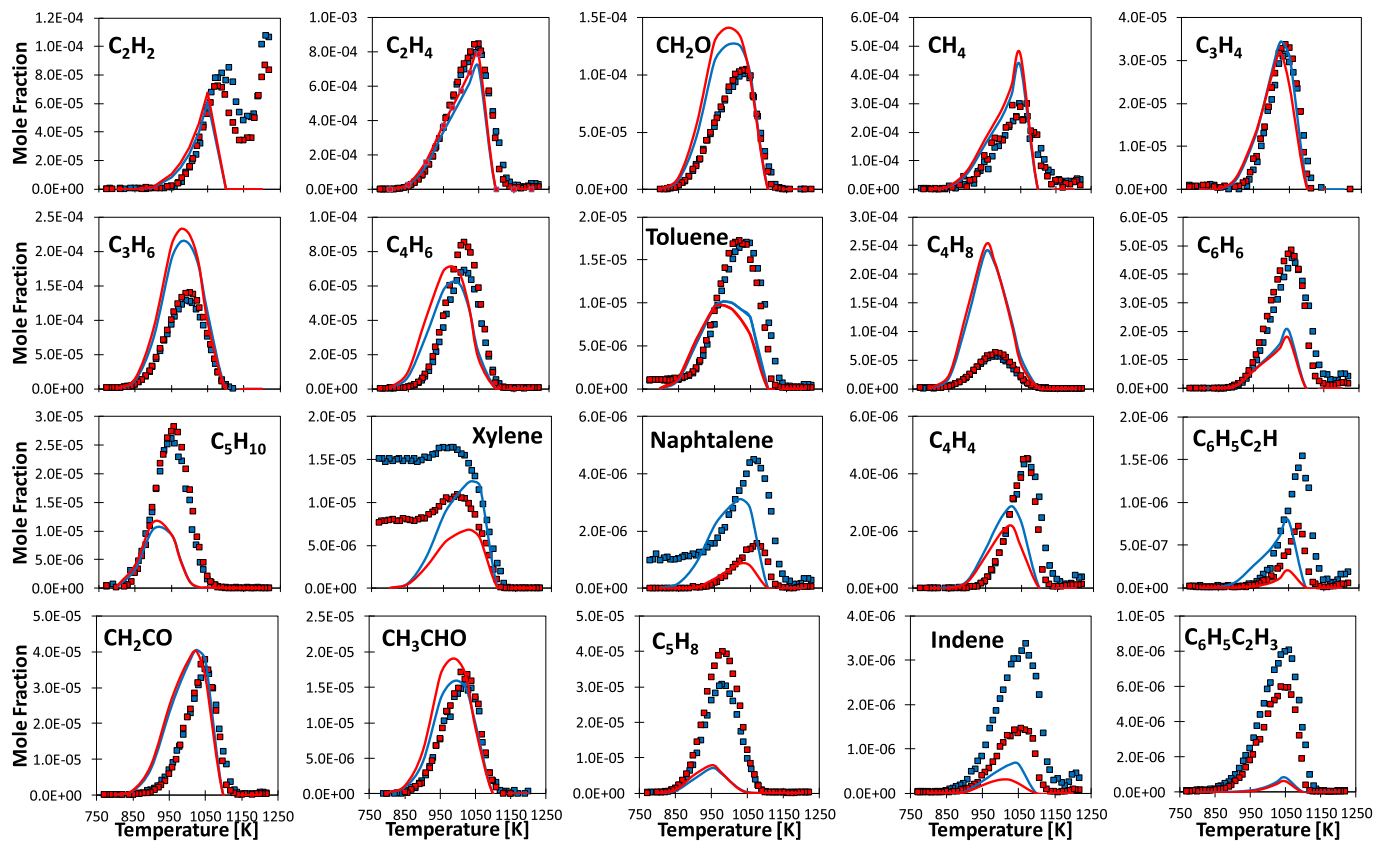 Mole Fraction
1.2E-04
1.0E-04
8.0E-05
6.0E-05
4.0E-05
2.0E-05
0.0E+00
C₂H₂
1.0E-03
8.0E-04
6.0E-04
4.0E-04
2.0E-04
0.0E+00
C₂H₄
1.5E-04
1.0E-04
5.0E-05
0.0E+00
CH₂O
6.0E-04
5.0E-04
4.0E-04
3.0E-04
2.0E-04
1.0E-04
0.0E+00
CH₄
4.0E-05
3.0E-05
2.0E-05
1.0E-05
0.0E+00
C₃H₄
Mole Fraction
2.5E-04
2.0E-04
1.5E-04
1.0E-04
5.0E-05
0.0E+00
C₃H₆
1.0E-04
8.0E-05
6.0E-05
4.0E-05
2.0E-05
0.0E+00
C₄H₆
2.0E-05
1.5E-05
1.0E-05
5.0E-06
0.0E+00
Toluene
3.0E-04
2.5E-04
2.0E-04
1.5E-04
1.0E-04
5.0E-05
0.0E+00
C₄H₈
6.0E-05
5.0E-05
4.0E-05
3.0E-05
2.0E-05
1.0E-05
0.0E+00
C₆H₆
Mole Fraction
3.0E-05
2.5E-05
2.0E-05
1.5E-05
1.0E-05
5.0E-06
0.0E+00
C₅H₁₀
2.0E-05
1.5E-05
1.0E-05
5.0E-06
0.0E+00
Xylene
6.0E-06
4.0E-06
2.0E-06
0.0E+00
Naphtalene
6.0E-06
4.0E-06
2.0E-06
0.0E+00
C₄H₄
2.0E-06
1.5E-06
1.0E-06
5.0E-07
0.0E+00
C₆H₅C₂H
Mole Fraction
5.0E-05
4.0E-05
3.0E-05
2.0E-05
1.0E-05
0.0E+00
CH₂CO
750 850 950 1050 1150 1250
Temperature [K]
2.5E-05
2.0E-05
1.5E-05
1.0E-05
5.0E-06
0.0E+00
CH₃CHO
750 850 950 1050 1150 1250
Temperature [K]
5.0E-05
4.0E-05
3.0E-05
2.0E-05
1.0E-05
0.0E+00
C₅H₈
750 850 950 1050 1150 1250
Temperature [K]
4.0E-06
3.0E-06
2.0E-06
1.0E-06
0.0E+00
Indene
750 850 950 1050 1150 1250
Temperature [K]
1.0E-05
8.0E-06
6.0E-06
4.0E-06
2.0E-06
0.0E+00
C₆H₅C₂H₃
750 850 950 1050 1150 1250
Temperature [K]